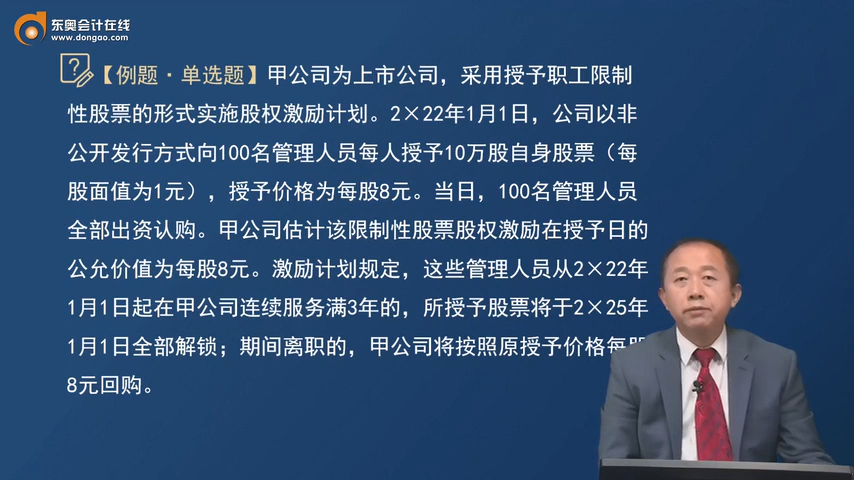 东奥会计在线
www.dongao.com
【例题·单选题】甲公司为上市公司，采用授予职工限制
性股票的形式实施股权激励计划。2×22年1月1日，公司以非
公开发行方式向100名管理人员每人授予10万股自身股票（每
股面值为1元），授予价格为每股8元。当日，100名管理人员
全部出资认购。甲公司估计该限制性股票股权激励在授予日的
公允价值为每股8元。激励计划规定，这些管理人员从2×22年
1月1日起在甲公司连续服务满3年的，所授予股票将于2×25年
1月1日全部解锁；期间离职的，甲公司将按照原授予价格每股
8元回购。